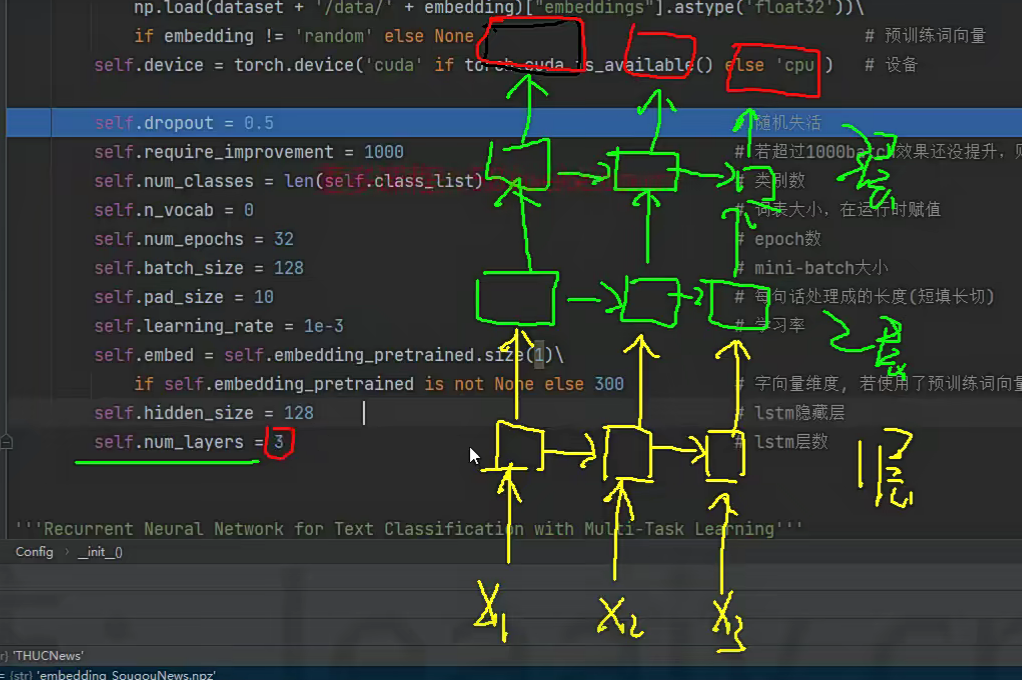 np.load(dataset + '/data/' + embedding)["embeddings"].astype('float32'))\
if embedding != 'random' else None # 预训练词向量
self.device = torch.device('cuda' if torch.cuda.is_available() else 'cpu') # 设备
self.dropout = 0.5 # 随机失活
self.require_improvement = 1000 # 若超过1000batch效果还没提升，则
self.num_classes = len(self.class_list) # 类别数
self.n_vocab = 0 # 词表大小，在运行时赋值
self.num_epochs = 32 # epoch数
self.batch_size = 128 # mini-batch大小
self.pad_size = 10 # 每句话处理成的长度(短填长切)
self.learning_rate = 1e-3 # 学习率
self.embed = self.embedding_pretrained.size(1)\
if self.embedding_pretrained is not None else 300 # 字向量维度, 若使用了预训练词向量
self.hidden_size = 128 # lstm隐藏层
self.num_layers = 3 # lstm层数
'''Recurrent Neural Network for Text Classification with Multi-Task Learning'''
3层
2层
1层
X1 X2 X3
Config › __init__()
'THUCNews'
= {str} 'embedding_SougouNews.npz'